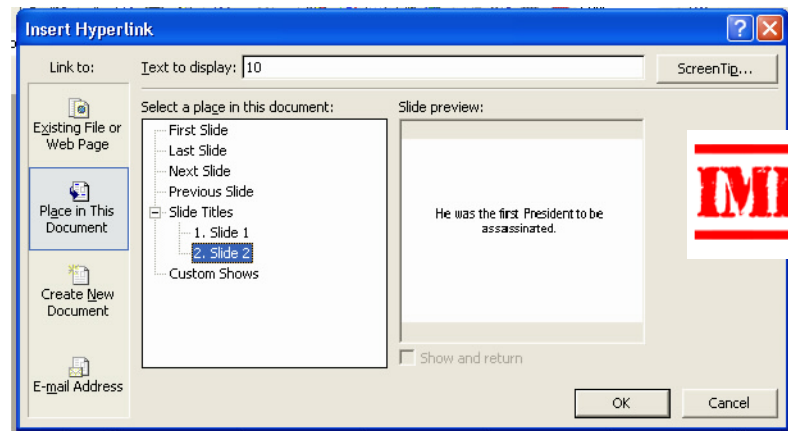 Insert Hyperlink
Link to:
Text to display: 10
ScreenTip...
Existing File or
Web Page
Place in This
Document
Create New
Document
E-mail Address
Select a place in this document:
First Slide
Last Slide
Next Slide
Previous Slide
Slide Titles
1. Slide 1
2. Slide 2
Custom Shows
Slide preview:
He was the first President to be
assassinated.
Show and return
OK
Cancel